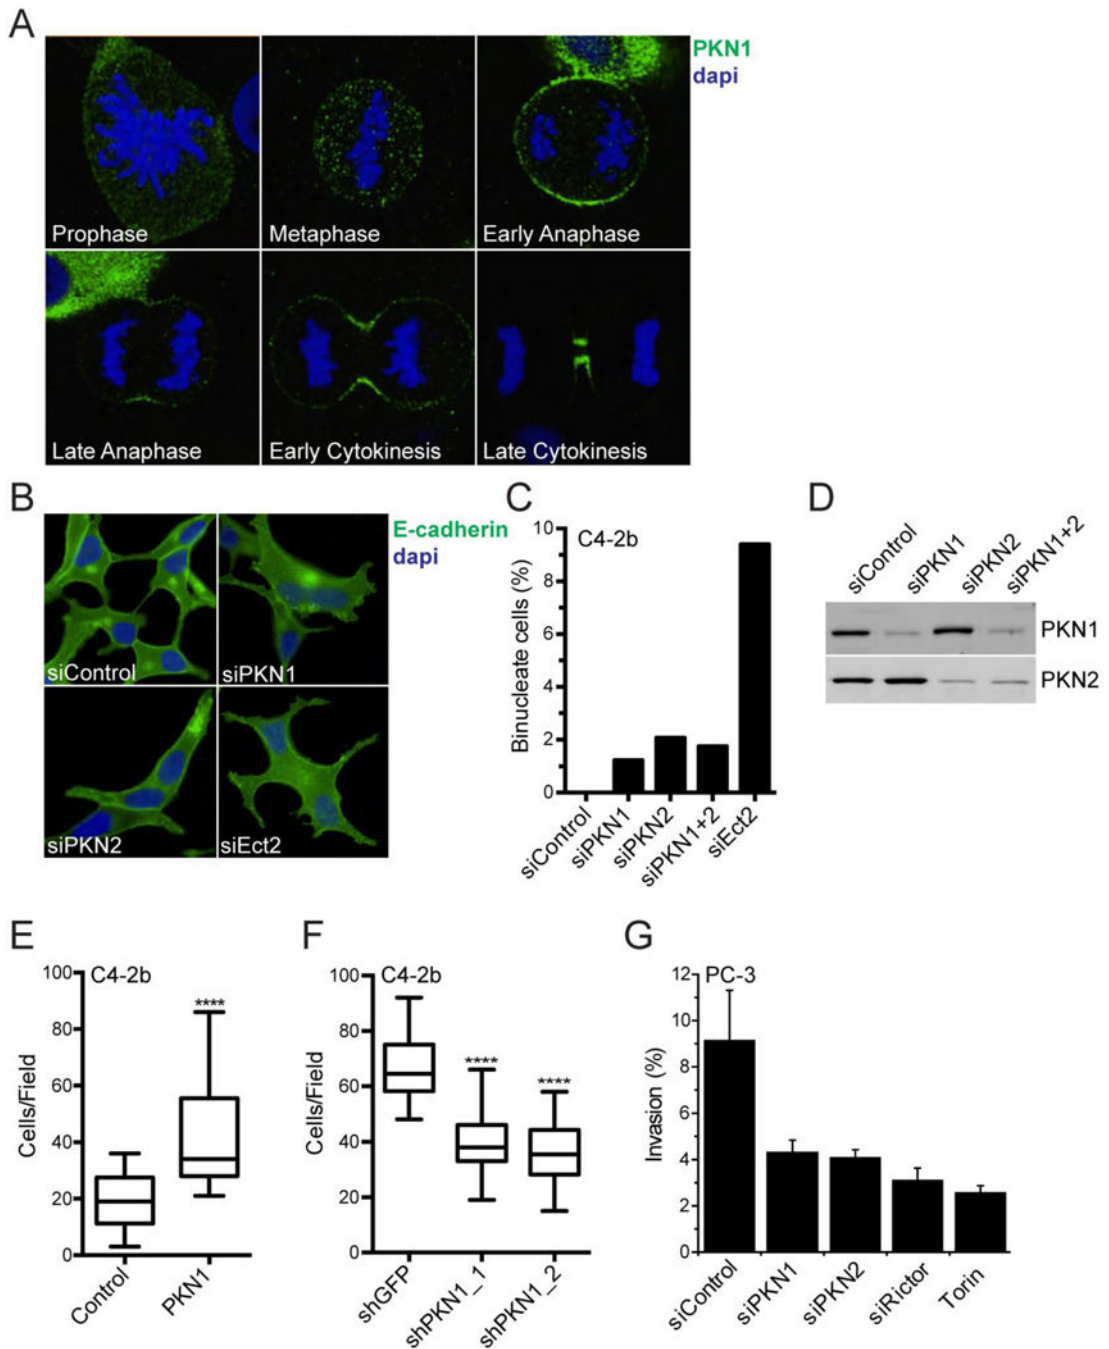 A
PKN1
dapi
Prophase
Metaphase
Early Anaphase
Late Anaphase
Early Cytokinesis
Late Cytokinesis
B
E-cadherin
dapi
siControl
siPKN1
siPKN2
siEct2
C
C4-2b
Binucleate cells (%)
10
8
6
4
2
0
siControl
siPKN1
siPKN2
siPKN1+2
siEct2
D
siControl
siPKN1
siPKN2
siPKN1+2
PKN1
PKN2
E
C4-2b
Cells/Field
100
80
60
40
20
0
****
Control
PKN1
F
C4-2b
Cells/Field
100
80
60
40
20
0
****
****
shGFP
shPKN1_1
shPKN1_2
G
PC-3
Invasion (%)
12
10
8
6
4
2
0
siControl
siPKN1
siPKN2
siRictor
Torin